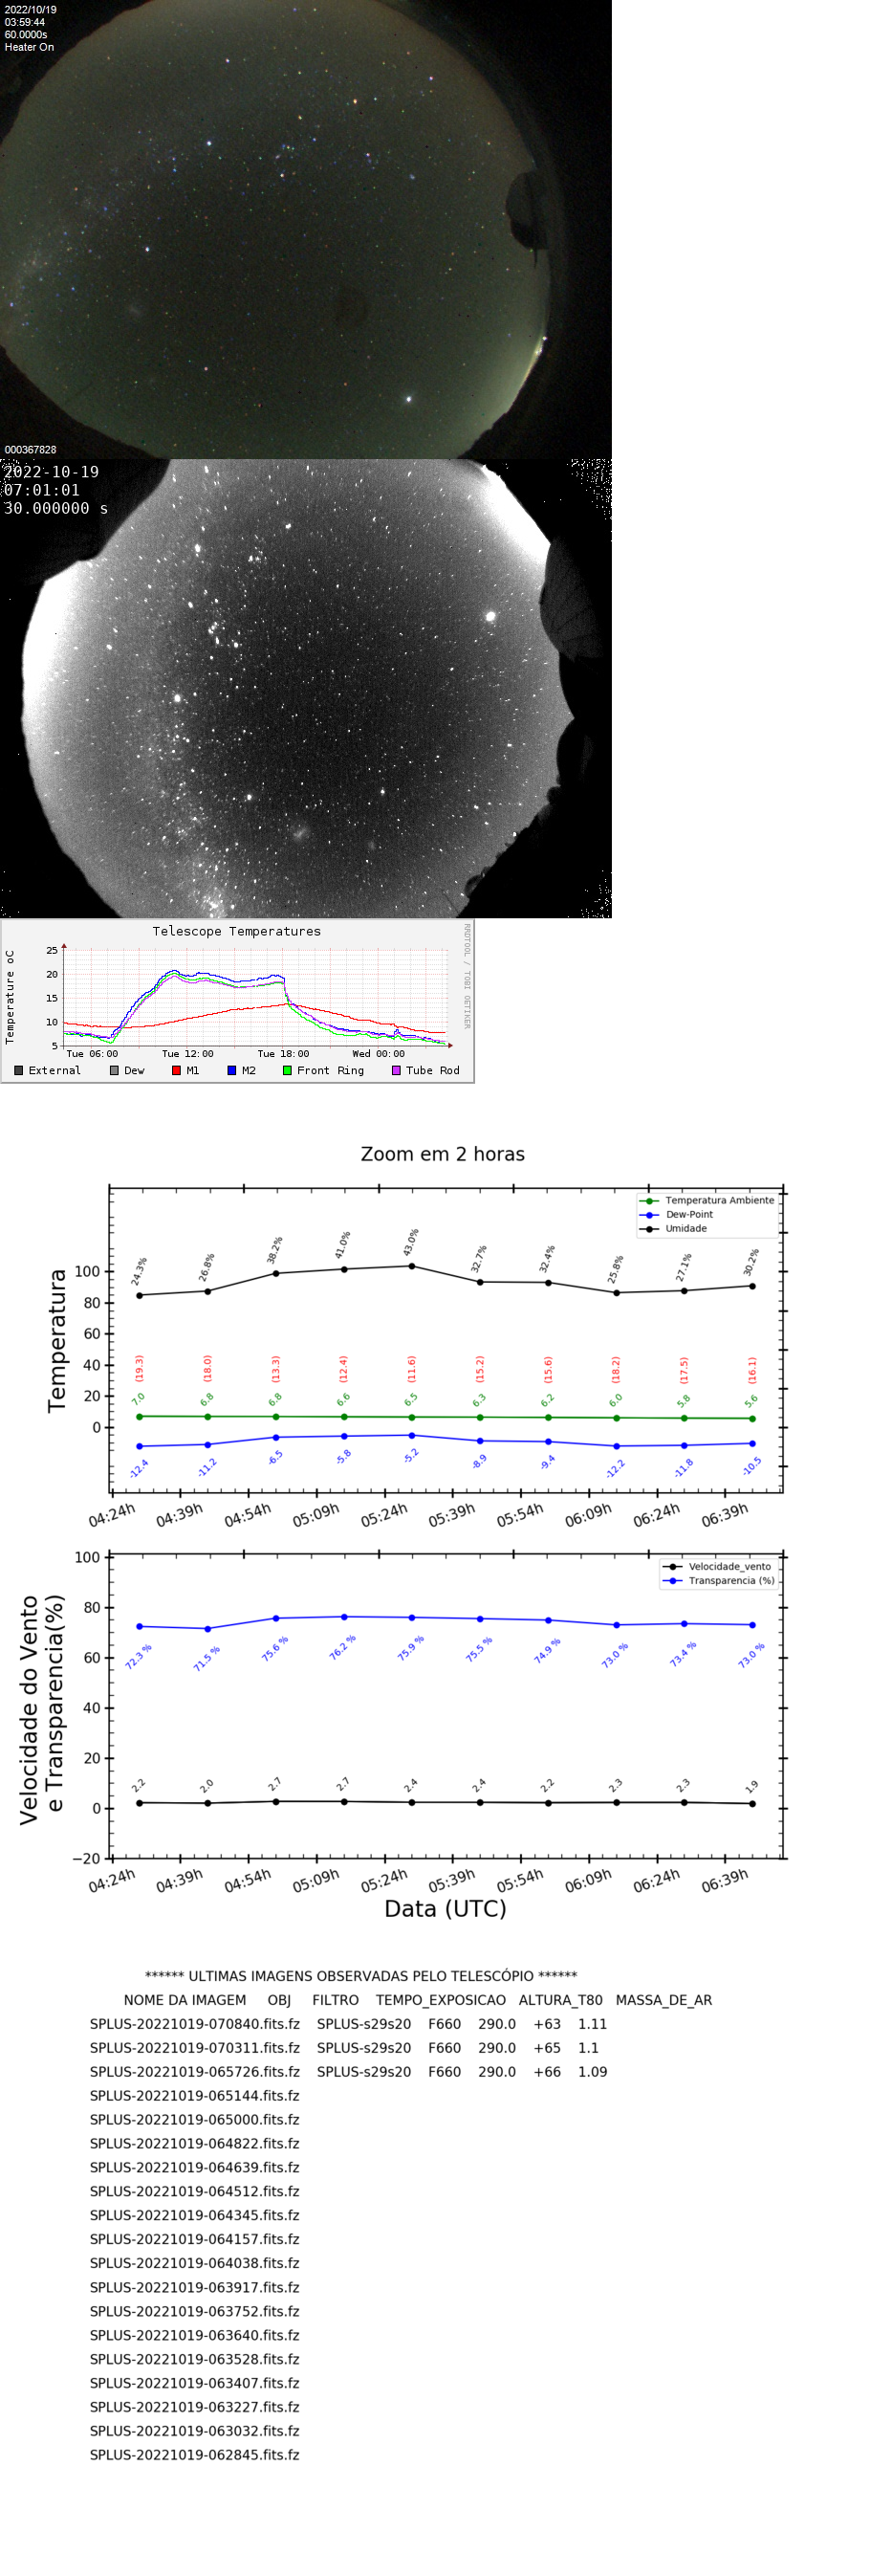 2022/10/19
03:59:44
60.0000s
Heater On
000367828
2022-10-19
07:01:01
30.000000 s
Telescope Temperatures
RRDTOOL / TOBI OETIKER
Temperature oC
25
20
15
10
5
Tue 06:00 Tue 12:00 Tue 18:00 Wed 00:00
External Dew M1 M2 Front Ring Tube Rod
Zoom em 2 horas
Temperatura Ambiente
Dew-Point
Umidade
Temperatura
100
80
60
40
20
0
24.3% 26.8% 38.2% 41.0% 43.0% 32.7% 32.4% 25.8% 27.1% 30.2%
(19.3) (18.0) (13.3) (12.4) (11.6) (15.2) (15.6) (18.2) (17.5) (16.1)
7.0 6.8 6.8 6.6 6.5 6.3 6.2 6.0 5.8 5.6
-12.4 -11.2 -6.5 -5.8 -5.2 -8.9 -9.4 -12.2 -11.8 -10.5
04:24h 04:39h 04:54h 05:09h 05:24h 05:39h 05:54h 06:09h 06:24h 06:39h
Velocidade_vento
Transparencia (%)
Velocidade do Vento
e Transparencia(%)
100
80
60
40
20
0
−20
72.3 % 71.5 % 75.6 % 76.2 % 75.9 % 75.5 % 74.9 % 73.0 % 73.4 % 73.0 %
2.2 2.0 2.7 2.7 2.4 2.4 2.2 2.3 2.3 1.9
04:24h 04:39h 04:54h 05:09h 05:24h 05:39h 05:54h 06:09h 06:24h 06:39h
Data (UTC)
****** ULTIMAS IMAGENS OBSERVADAS PELO TELESCÓPIO ******
NOME DA IMAGEM OBJ FILTRO TEMPO_EXPOSICAO ALTURA_T80 MASSA_DE_AR
SPLUS-20221019-070840.fits.fz SPLUS-s29s20 F660 290.0 +63 1.11
SPLUS-20221019-070311.fits.fz SPLUS-s29s20 F660 290.0 +65 1.1
SPLUS-20221019-065726.fits.fz SPLUS-s29s20 F660 290.0 +66 1.09
SPLUS-20221019-065144.fits.fz
SPLUS-20221019-065000.fits.fz
SPLUS-20221019-064822.fits.fz
SPLUS-20221019-064639.fits.fz
SPLUS-20221019-064512.fits.fz
SPLUS-20221019-064345.fits.fz
SPLUS-20221019-064157.fits.fz
SPLUS-20221019-064038.fits.fz
SPLUS-20221019-063917.fits.fz
SPLUS-20221019-063752.fits.fz
SPLUS-20221019-063640.fits.fz
SPLUS-20221019-063528.fits.fz
SPLUS-20221019-063407.fits.fz
SPLUS-20221019-063227.fits.fz
SPLUS-20221019-063032.fits.fz
SPLUS-20221019-062845.fits.fz